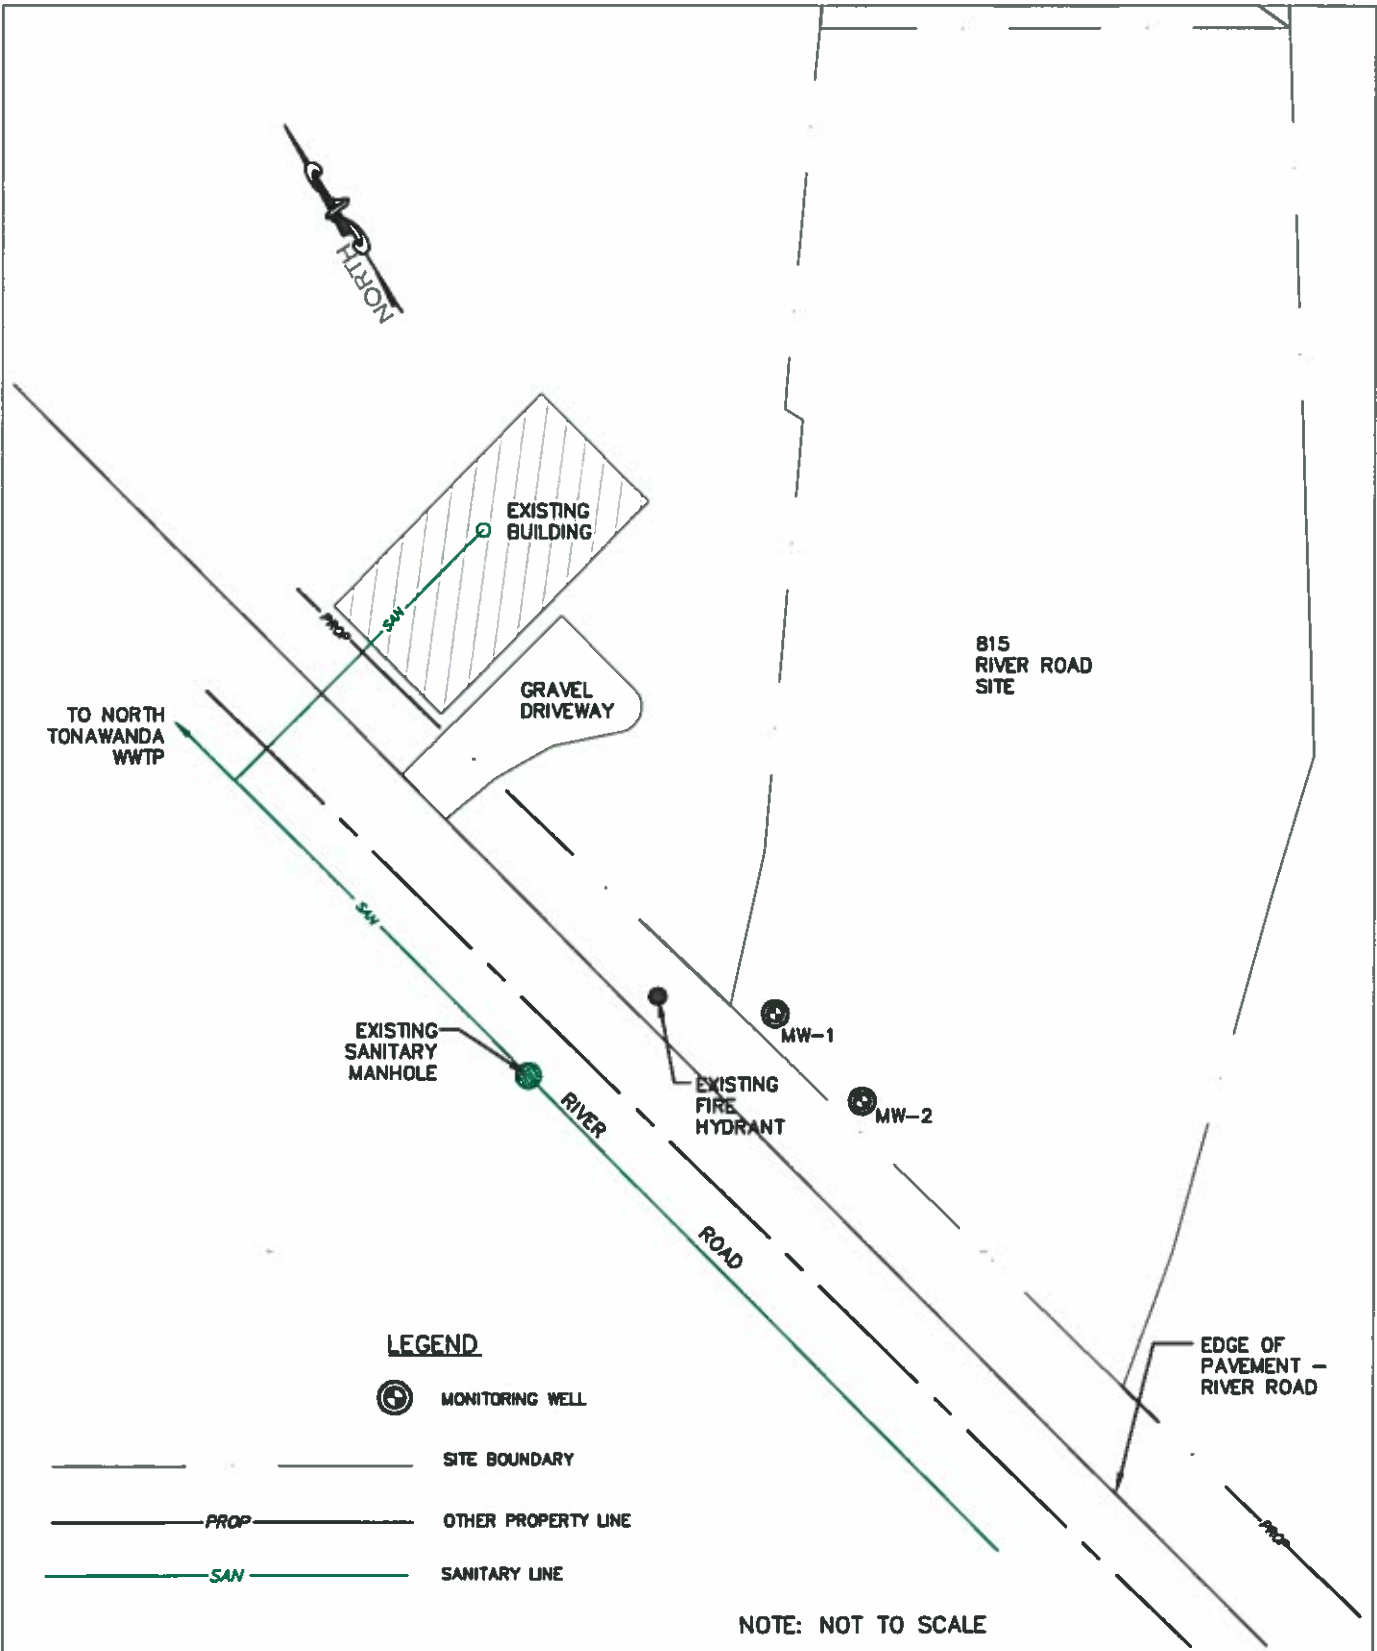 NORTH
EXISTING
BUILDING
PROP
SAN
GRAVEL
DRIVEWAY
815
RIVER ROAD
SITE
TO NORTH
TONAWANDA
WWTP
SAN
EXISTING
SANITARY
MANHOLE
RIVER
ROAD
EXISTING
FIRE
HYDRANT
MW-1
MW-2
EDGE OF
PAVEMENT -
RIVER ROAD
PROP
LEGEND
MONITORING WELL
SITE BOUNDARY
PROP
OTHER PROPERTY LINE
SAN
SANITARY LINE
NOTE: NOT TO SCALE